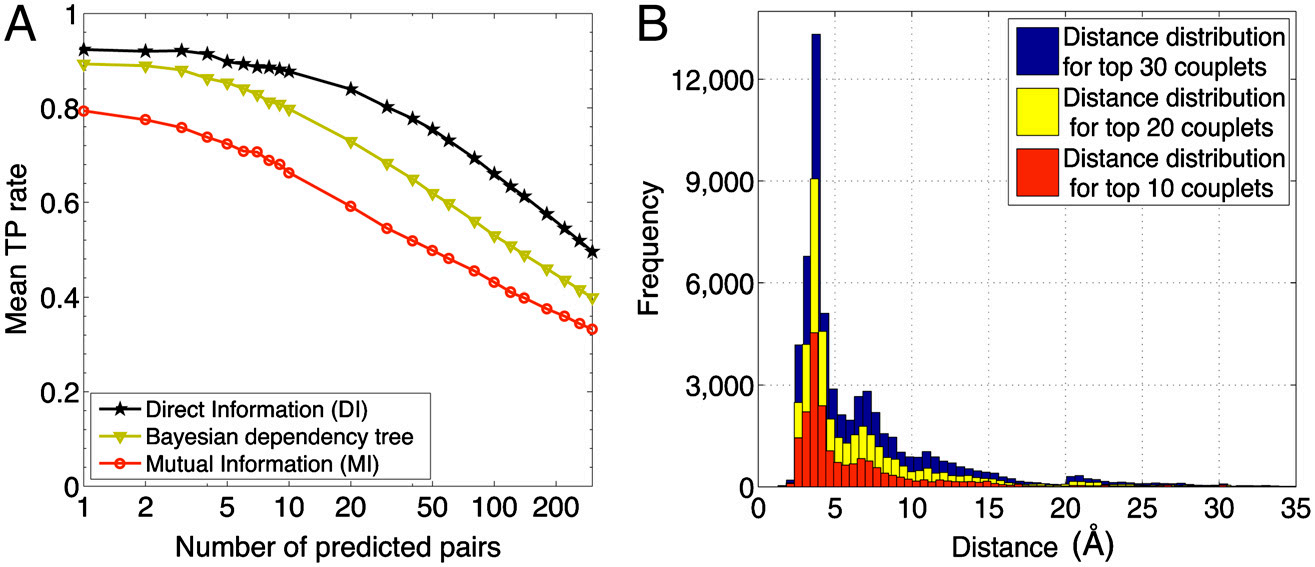 A
1
0.8
0.6
0.4
0.2
0
Mean TP rate
Direct Information (DI)
Bayesian dependency tree
Mutual Information (MI)
1 2 5 10 20 50 100 200
Number of predicted pairs
B
12,000
9,000
6,000
3,000
0
Frequency
Distance distribution
for top 30 couplets
Distance distribution
for top 20 couplets
Distance distribution
for top 10 couplets
0 5 10 15 20 25 30 35
Distance (Å)